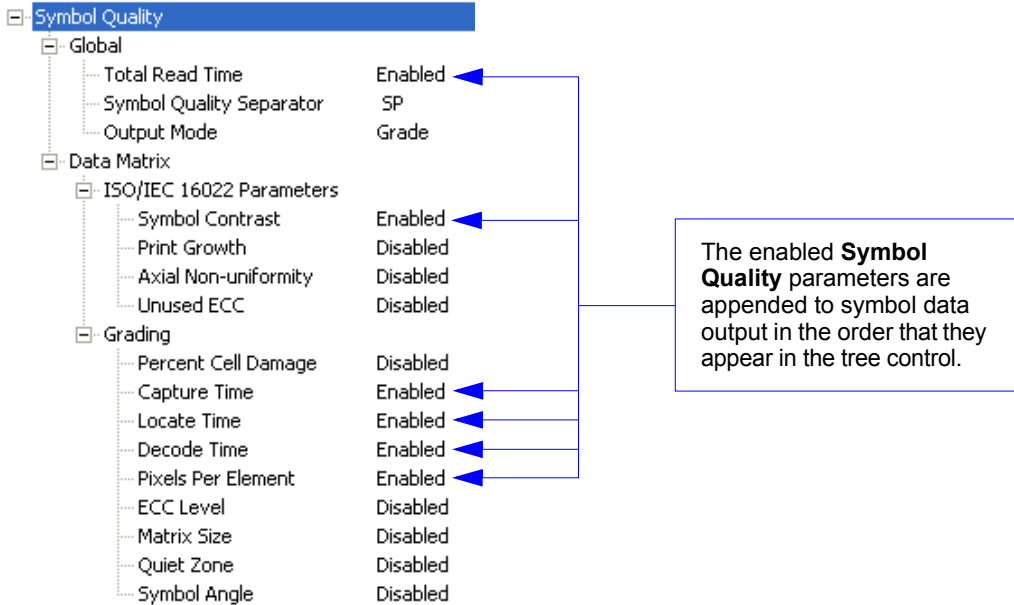 Symbol Quality
Global
Total Read Time Enabled
Symbol Quality Separator SP
Output Mode Grade
Data Matrix
ISO/IEC 16022 Parameters
Symbol Contrast Enabled
Print Growth Disabled
Axial Non-uniformity Disabled
Unused ECC Disabled
Grading
Percent Cell Damage Disabled
Capture Time Enabled
Locate Time Enabled
Decode Time Enabled
Pixels Per Element Enabled
ECC Level Disabled
Matrix Size Disabled
Quiet Zone Disabled
Symbol Angle Disabled
The enabled Symbol
Quality parameters are
appended to symbol data
output in the order that they
appear in the tree control.